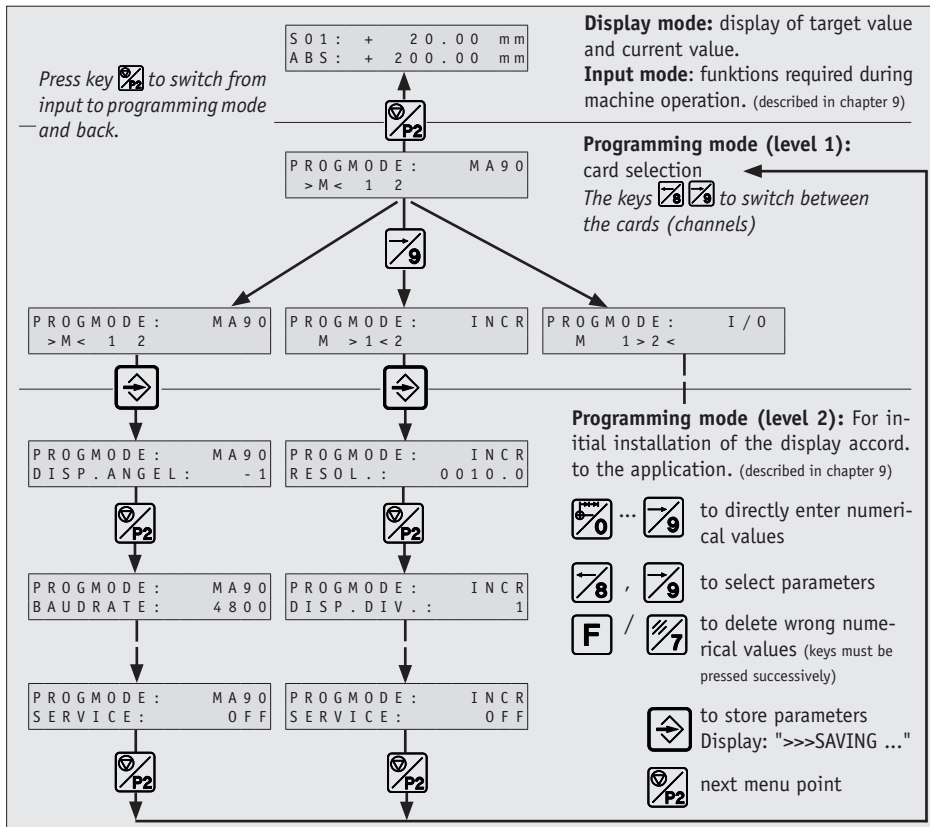 S01: + 20.00 mm
ABS: + 200.00 mm
Display mode: display of target value
and current value.
Input mode: funktions required during
machine operation. (described in chapter 9)
Press key P2 to switch from
input to programming mode
and back.
P2
PROGMODE: MA90
>M< 1 2
Programming mode (level 1):
card selection
The keys 8 9 to switch between
the cards (channels)
9
PROGMODE: MA90
>M< 1 2
PROGMODE: INCR
M >1<2
PROGMODE: I/O
M 1>2<
Programming mode (level 2): For in-
itial installation of the display accord.
to the application. (described in chapter 9)
PROGMODE: MA90
DISP.ANGEL: -1
PROGMODE: INCR
RESOL.: 0010.0
P2
P2
0 ... 9 to directly enter numeri-
cal values
PROGMODE: MA90
BAUDRATE: 4800
PROGMODE: INCR
DISP.DIV.: 1
8 , 9 to select parameters
F / 7 to delete wrong nume-
rical values (keys must be
pressed successively)
PROGMODE: MA90
SERVICE: OFF
PROGMODE: INCR
SERVICE: OFF
to store parameters
Display: ">>>SAVING ..."
P2
P2
P2 next menu point